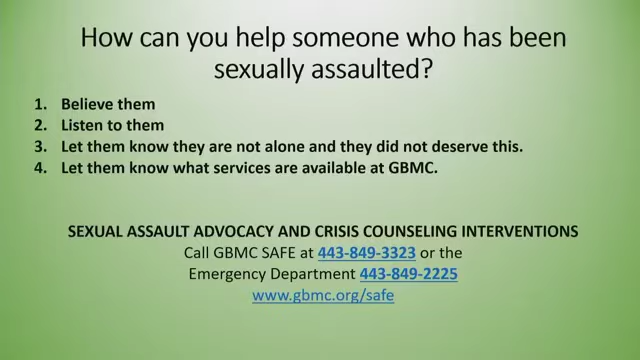 How can you help someone who has been
sexually assaulted?
1. Believe them
2. Listen to them
3. Let them know they are not alone and they did not deserve this.
4. Let them know what services are available at GBMC.
SEXUAL ASSAULT ADVOCACY AND CRISIS COUNSELING INTERVENTIONS
Call GBMC SAFE at 443-849-3323 or the
Emergency Department 443-849-2225
www.gbmc.org/safe